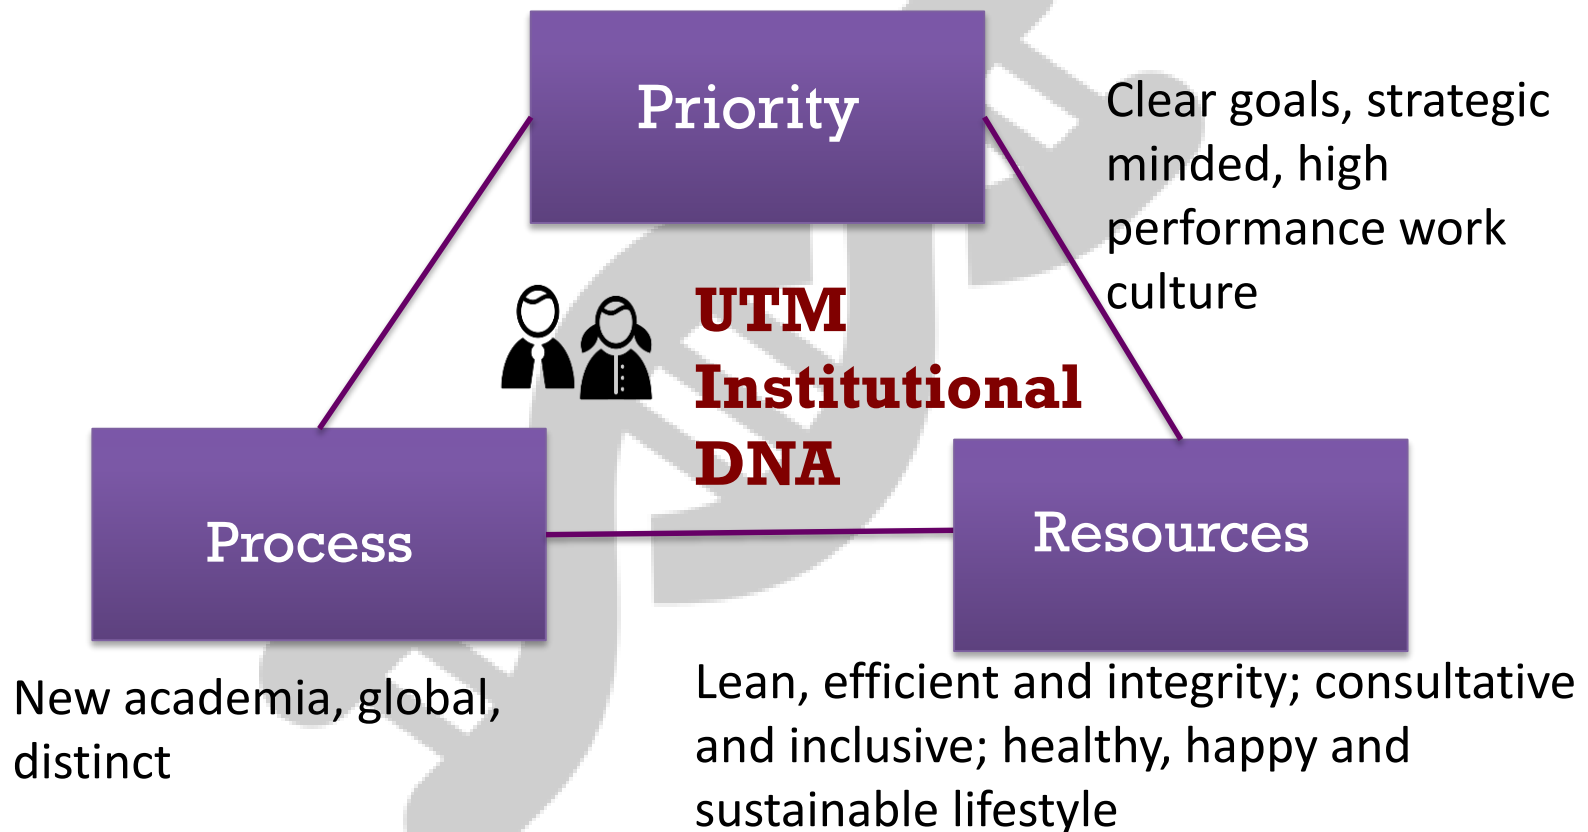 Priority
Clear goals, strategic
minded, high
performance work
culture
UTM
Institutional
DNA
Process
Resources
New academia, global,
distinct
Lean, efficient and integrity; consultative
and inclusive; healthy, happy and
sustainable lifestyle